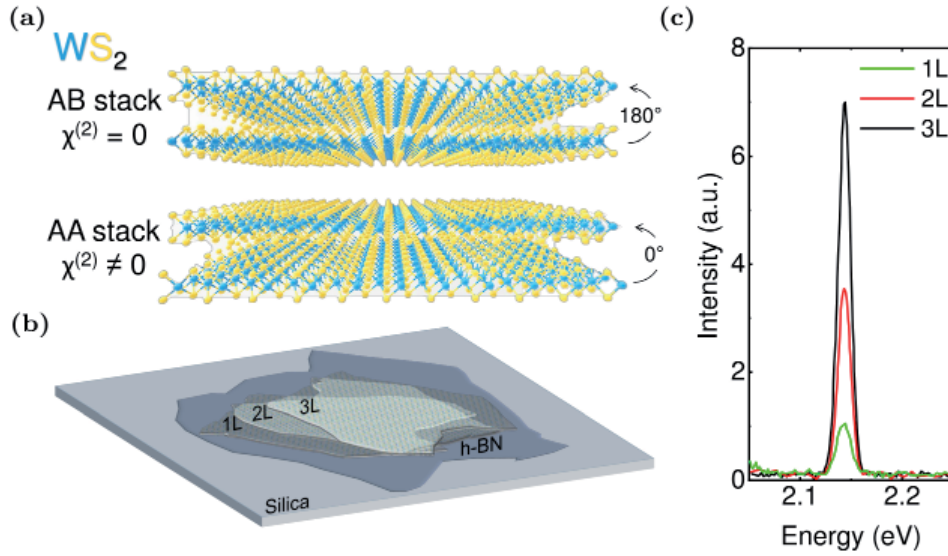 (a)
WS₂
AB stack
χ⁽²⁾ = 0
180°
AA stack
χ⁽²⁾ ≠ 0
0°
(b)
1L
2L
3L
h-BN
Silica
(c)
1L
2L
3L
8
6
4
2
0
Intensity (a.u.)
2.1
2.2
Energy (eV)